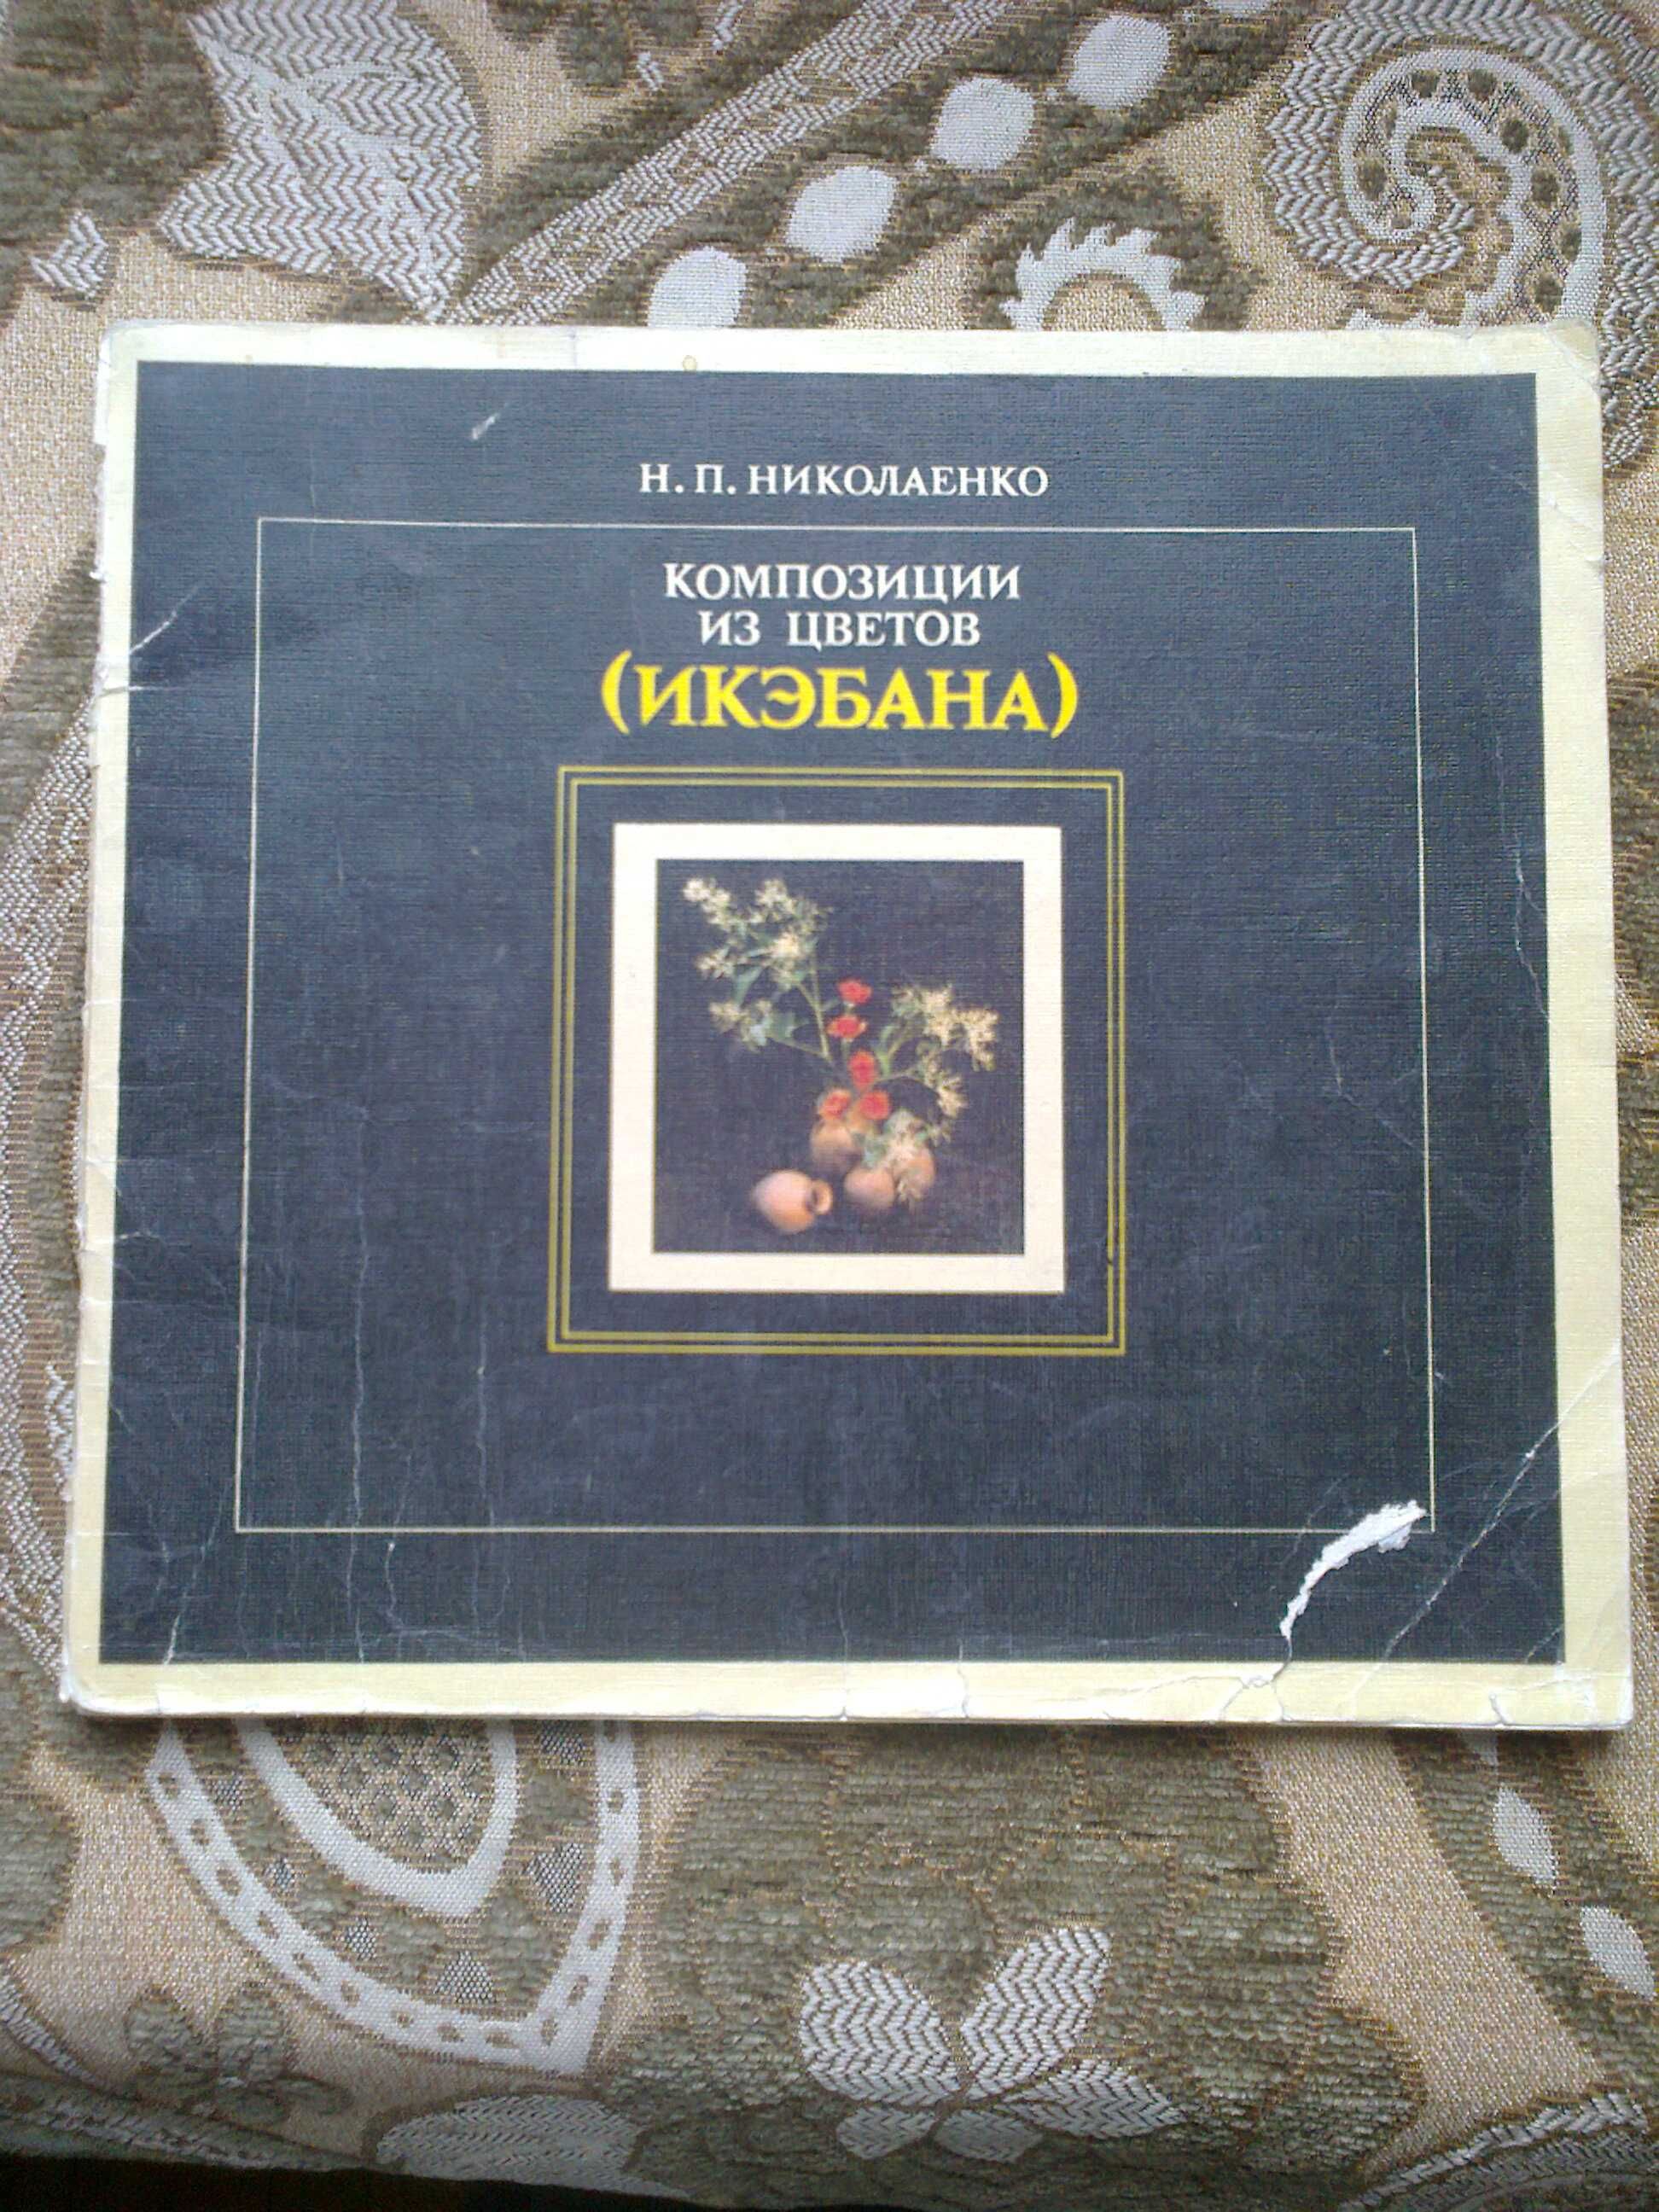 Н. П. НИКОЛАЕНКО
КОМПОЗИЦИИ
ИЗ ЦВЕТОВ
(ИКЭБАНА)